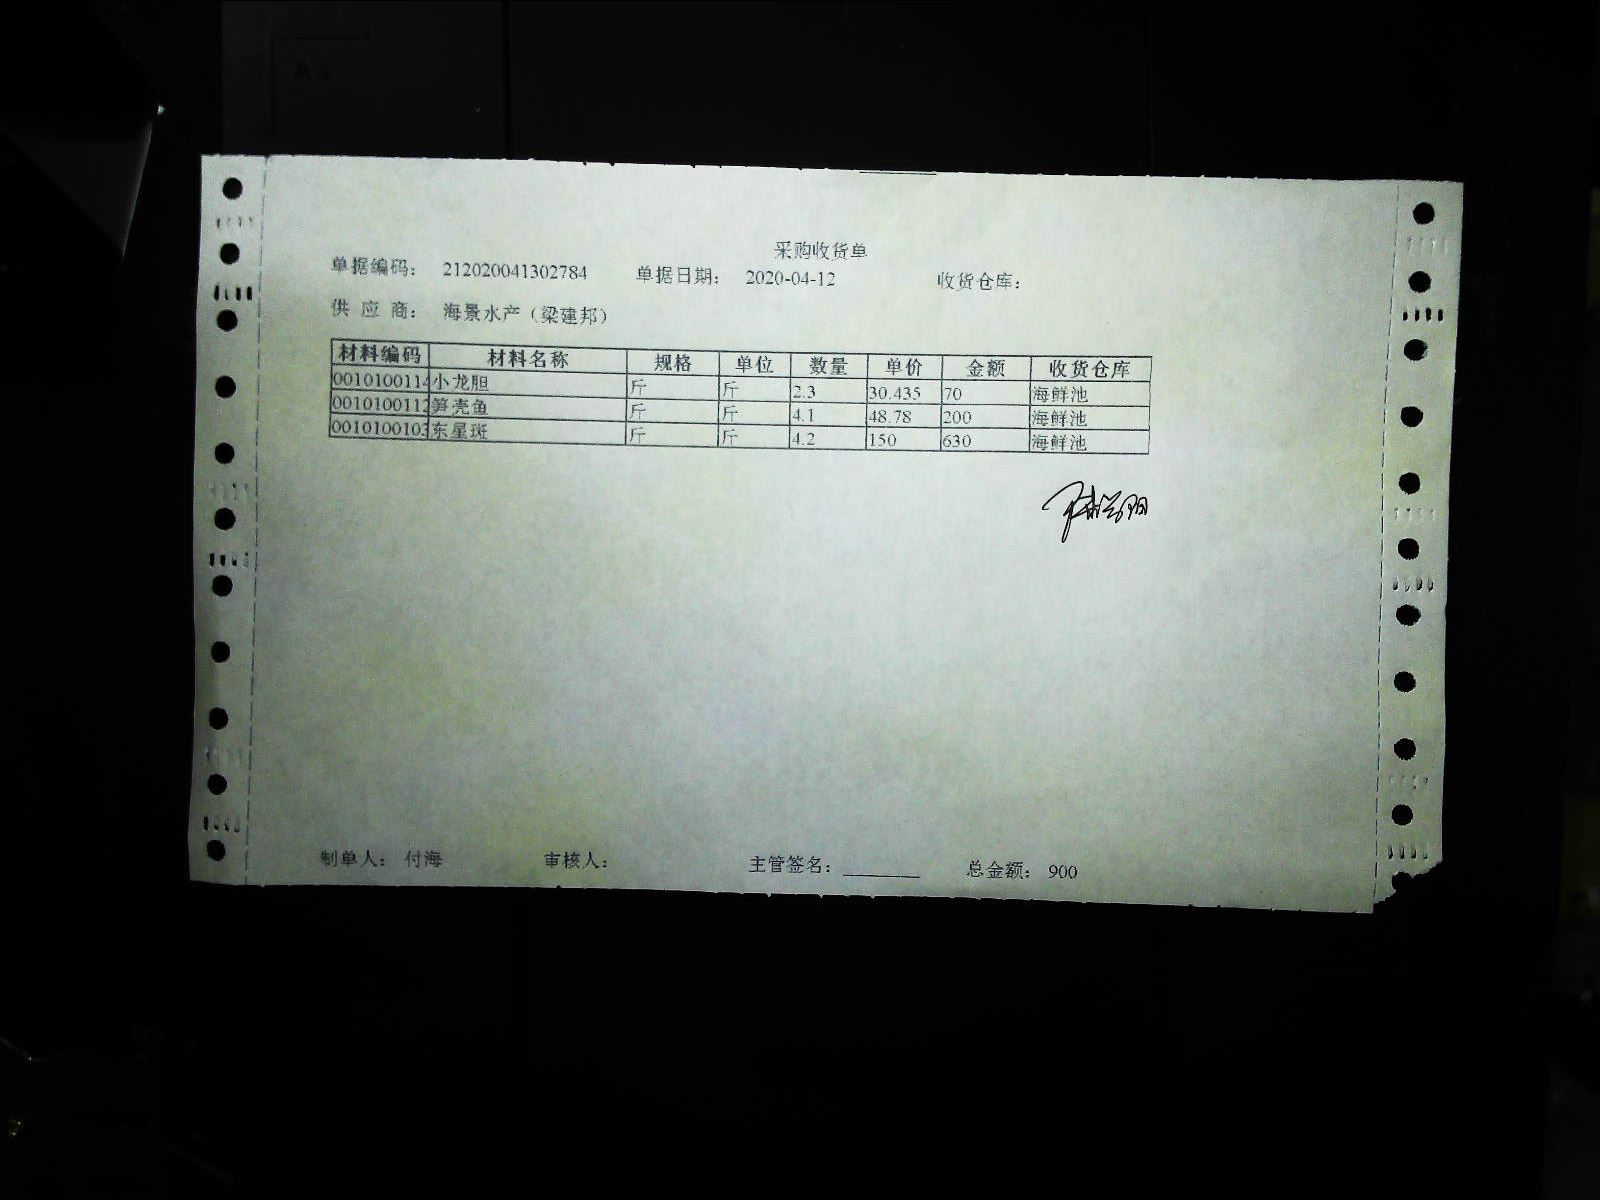 采购收货单
单据编码： 212020041302784 单据日期： 2020-04-12 收货仓库：
供 应 商： 海景水产（梁建邦）
材料编码 材料名称 规格 单位 数量 单价 金额 收货仓库
0010100114 小龙胆 斤 斤 2.3 30.435 70 海鲜池
0010100112 笋壳鱼 斤 斤 4.1 48.78 200 海鲜池
0010100103 东星斑 斤 斤 4.2 150 630 海鲜池
制单人： 付海 审核人： 主管签名： 总金额： 900